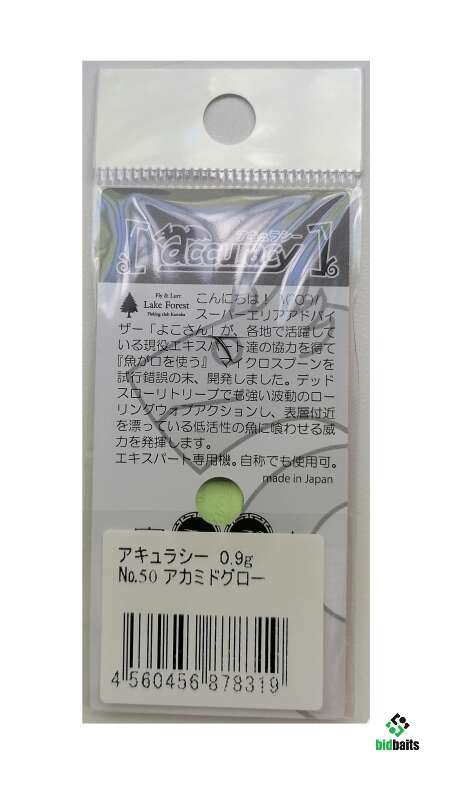 アキュラシー
【accuracy】
Fly & Lure
Lake Forest
Fishing club Kuroko
こんにちは!
スーパーエリアアドバイ
ザー「よこさん」が、各地で活躍して
いる現役エキスパート達の協力を得て
『魚が口を使う』マイクロスプーンを
試行錯誤の末、開発しました。デッド
スローリトリーブでも強い波動のロー
リングウォブアクションし、表層付近
を漂っている低活性の魚に喰わせる威
力を発揮します。
エキスパート専用機。自称でも使用可。
made in Japan
アキュラシー 0.9g
No.50 アカミドグロー
4 560456 878319
bidbaits